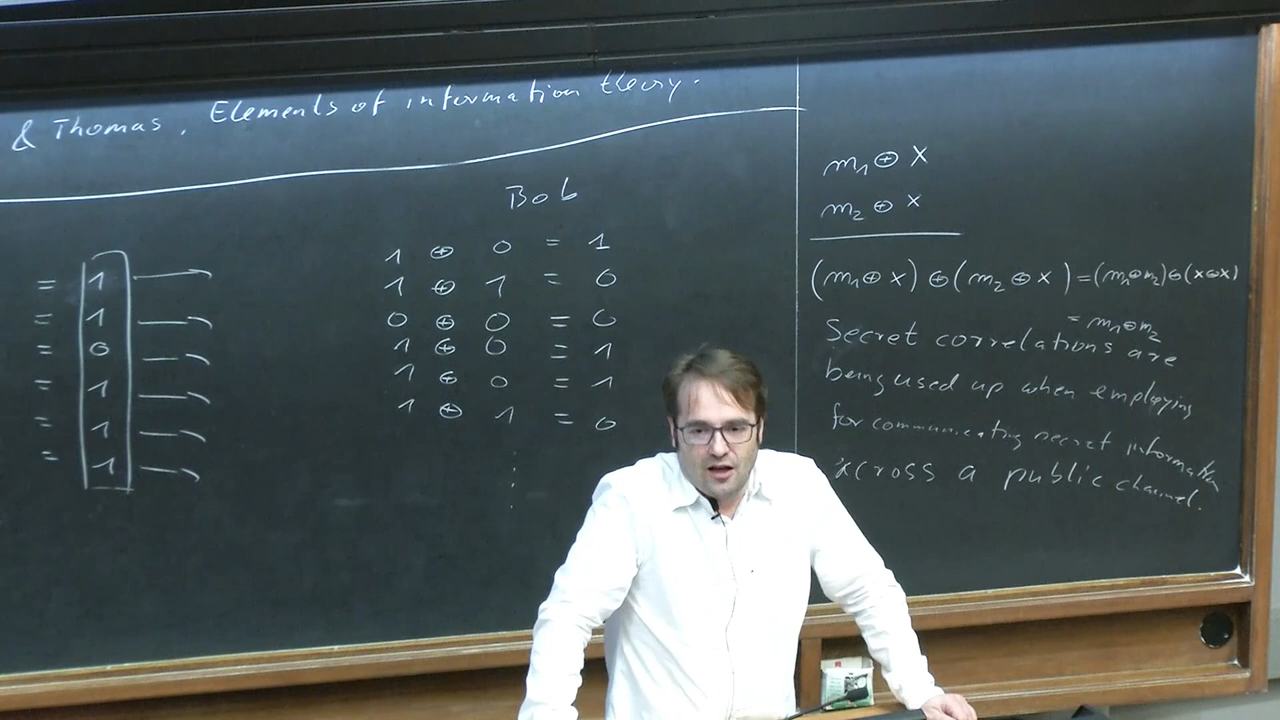 & Thomas, Elements of information theory.
Bob
= 1
= 1
= 0
= 1
= 1
= 1
1 ⊕ 0 = 1
1 ⊕ 1 = 0
0 ⊕ 0 = 0
1 ⊕ 0 = 1
1 ⊕ 0 = 1
1 ⊕ 1 = 0
m₁ ⊕ x
m₂ ⊕ x
(m₁ ⊕ x) ⊕ (m₂ ⊕ x) = (m₁⊕m₂)⊕(x⊕x)
= m₁⊕m₂
Secret correlations are
being used up when employing
for communicating secret information
across a public channel.